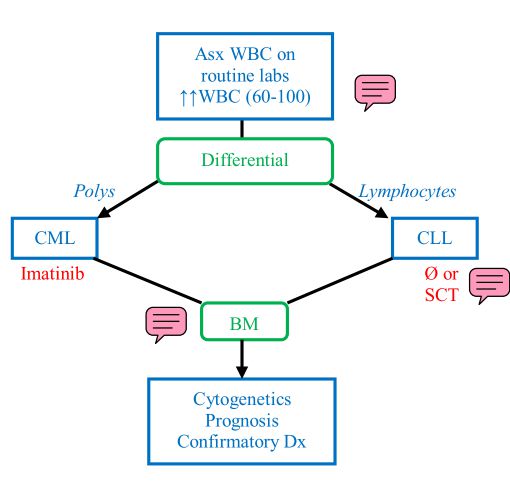 Asx WBC on
routine labs
↑↑WBC (60-100)
Differential
Polys
Lymphocytes
CML
CLL
Imatinib
Ø or
SCT
BM
Cytogenetics
Prognosis
Confirmatory Dx